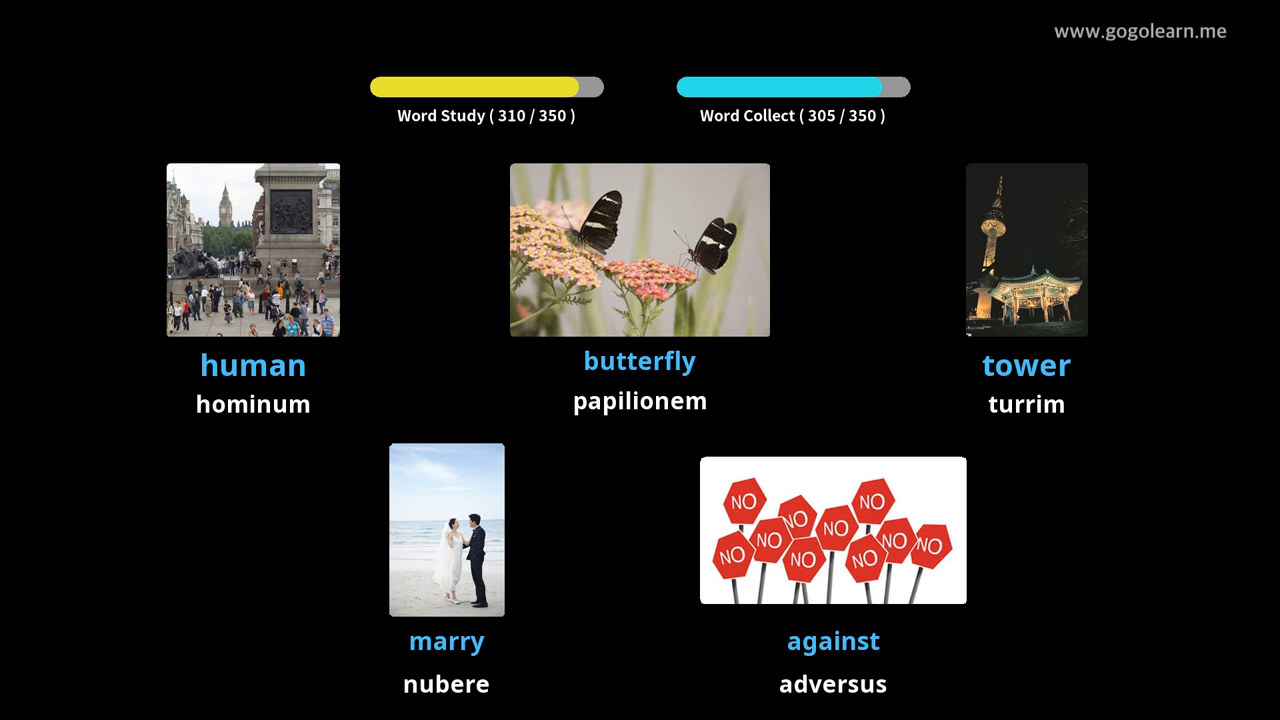 www.gogolearn.me
Word Study ( 310 / 350 )
Word Collect ( 305 / 350 )
human
hominum
butterfly
papilionem
tower
turrim
NO
NO
NO
NO
NO
NO
NO
NO
NO
NO
marry
nubere
against
adversus